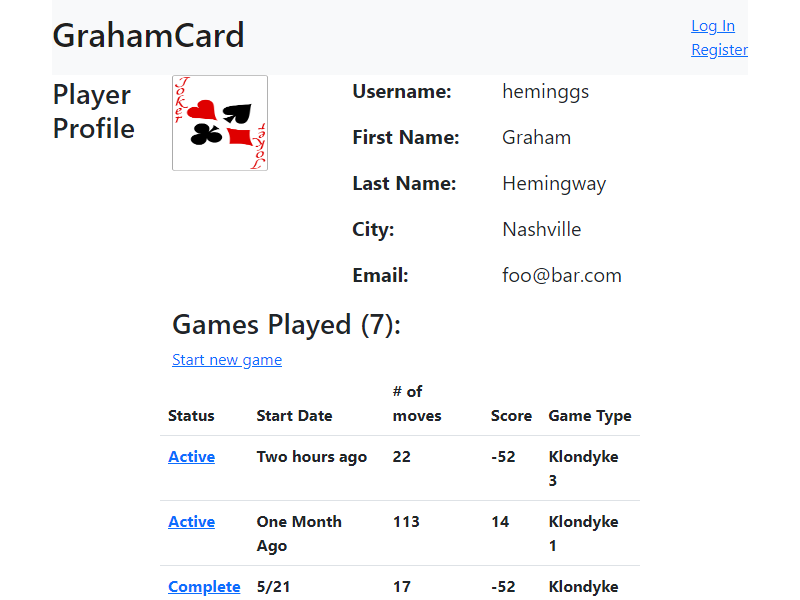 GrahamCard
Log In
Register
Player
Profile
Joker
Joker
Username: heminggs
First Name: Graham
Last Name: Hemingway
City: Nashville
Email: foo@bar.com
Games Played (7):
Start new game
Status Start Date # of moves Score Game Type
Active Two hours ago 22 -52 Klondyke
3
Active One Month 113 14 Klondyke
Ago 1
Complete 5/21 17 -52 Klondyke